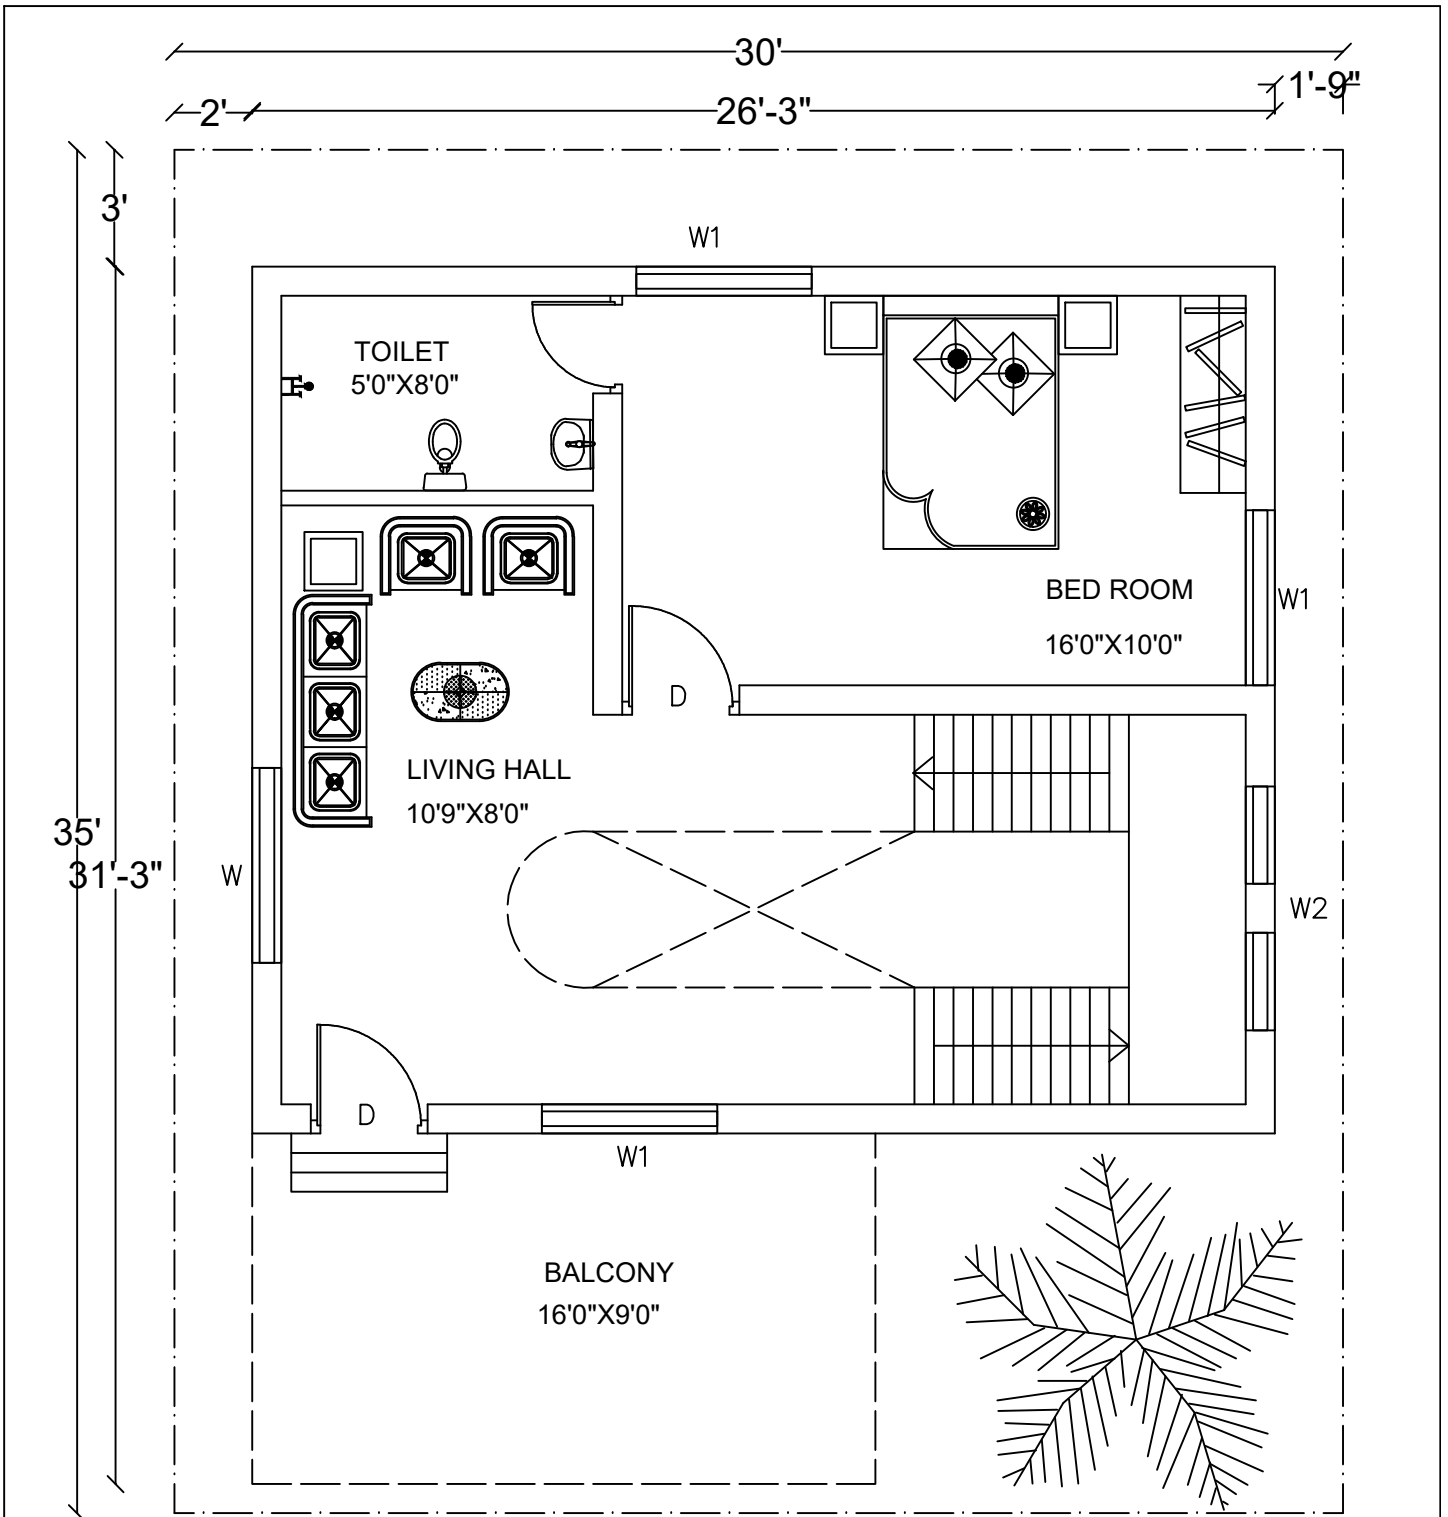 30'
1'-9"
2'
26'-3"
3'
W1
TOILET
5'0"X8'0"
BED ROOM
W1
16'0"X10'0"
D
LIVING HALL
10'9"X8'0"
35'
31'-3"
W
W2
D
W1
BALCONY
16'0"X9'0"